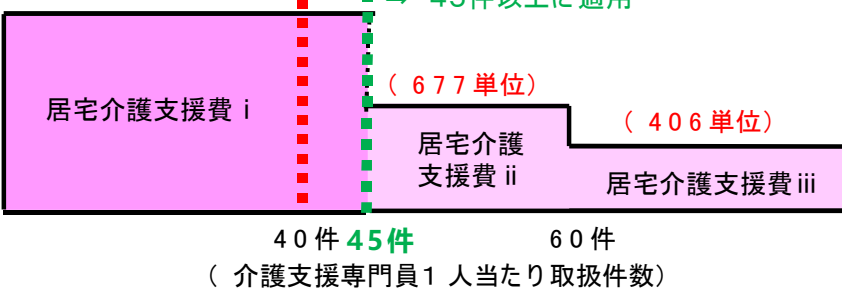 → 45件以上に適用
(677単位)
居宅介護支援費ⅰ
(406単位)
居宅介護
支援費ⅱ
居宅介護支援費ⅲ
40件 45件 60件
(介護支援専門員1人当たり取扱件数)